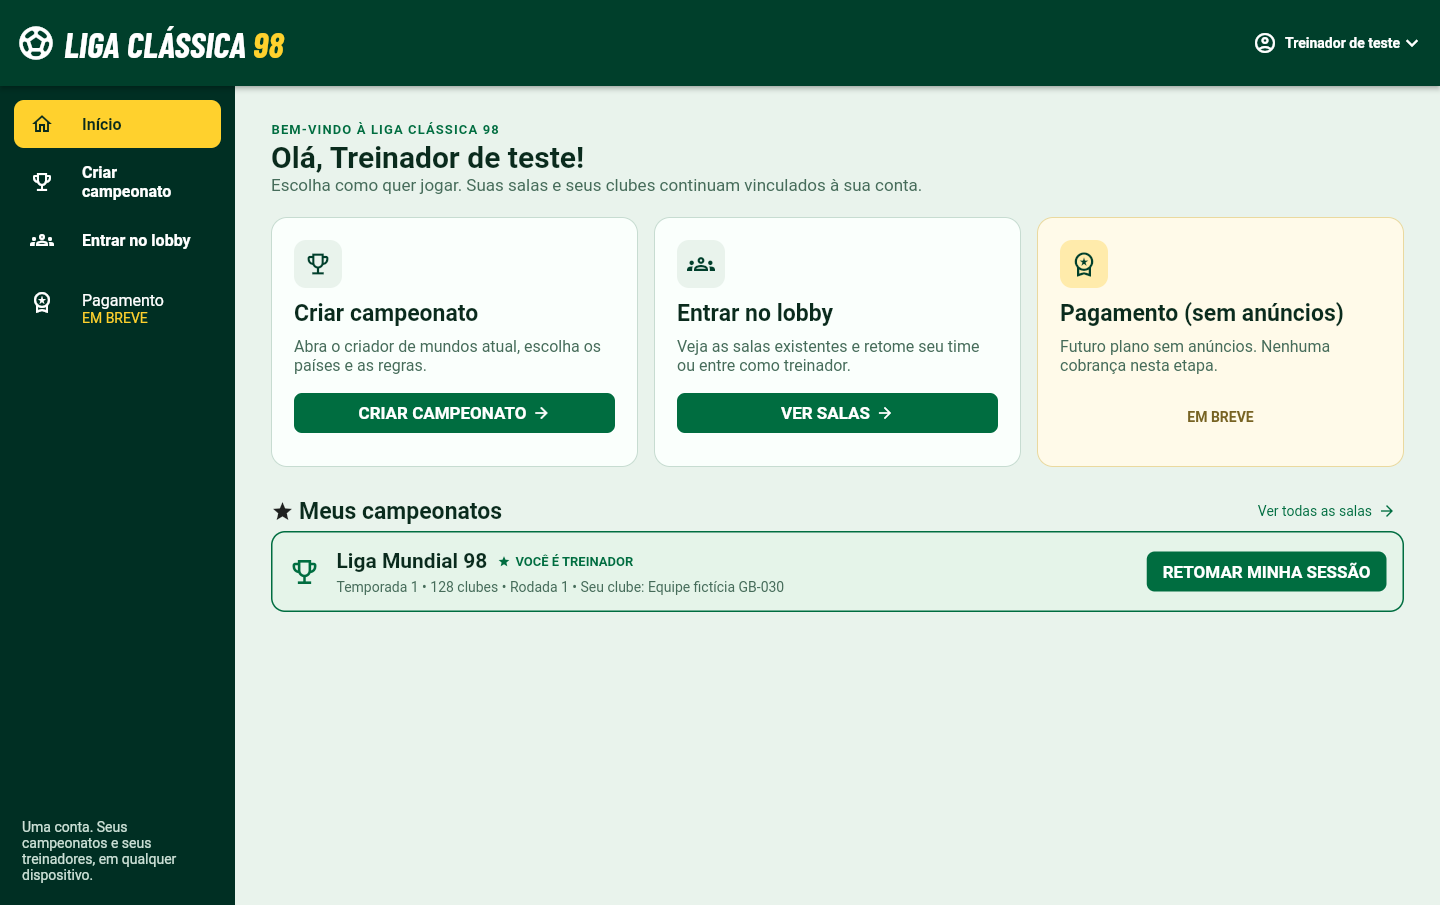 LIGA CLÁSSICA 98
Treinador de teste
Início
Criar
campeonato
Entrar no lobby
Pagamento
EM BREVE
Uma conta. Seus
campeonatos e seus
treinadores, em qualquer
dispositivo.
BEM-VINDO À LIGA CLÁSSICA 98
Olá, Treinador de teste!
Escolha como quer jogar. Suas salas e seus clubes continuam vinculados à sua conta.
Criar campeonato
Abra o criador de mundos atual, escolha os
países e as regras.
CRIAR CAMPEONATO
Entrar no lobby
Veja as salas existentes e retome seu time
ou entre como treinador.
VER SALAS
Pagamento (sem anúncios)
Futuro plano sem anúncios. Nenhuma
cobrança nesta etapa.
EM BREVE
Meus campeonatos
Ver todas as salas
Liga Mundial 98
VOCÊ É TREINADOR
Temporada 1 • 128 clubes • Rodada 1 • Seu clube: Equipe fictícia GB-030
RETOMAR MINHA SESSÃO